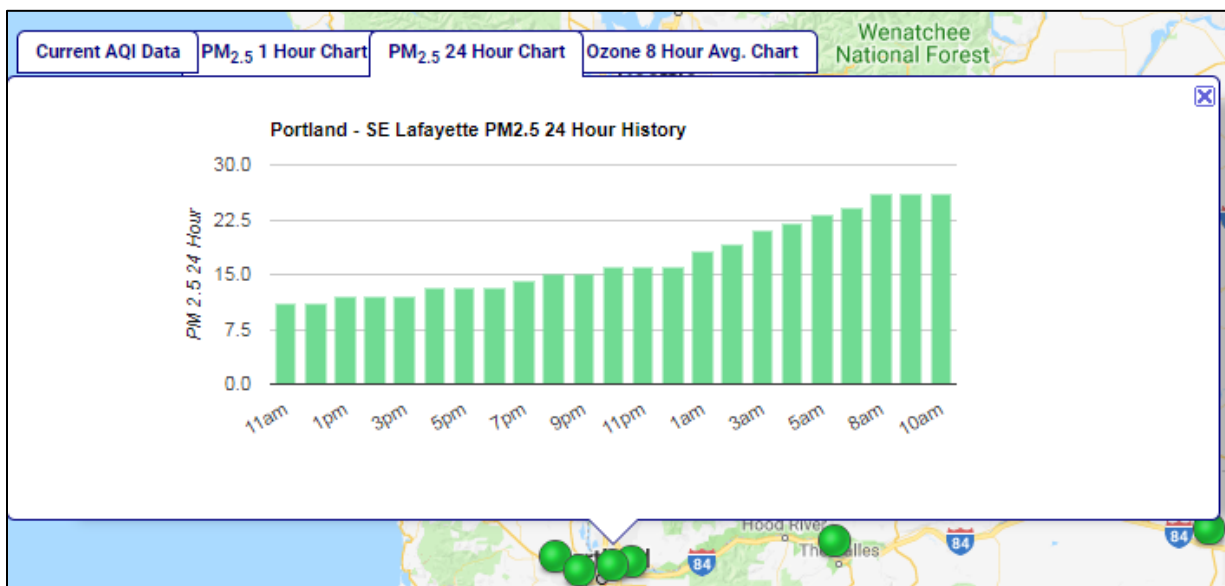 Wenatchee
National Forest
Current AQI Data
PM2.5 1 Hour Chart
PM2.5 24 Hour Chart
Ozone 8 Hour Avg. Chart
Portland - SE Lafayette PM2.5 24 Hour History
PM 2.5 24 Hour
30.0
22.5
15.0
7.5
0.0
11am
1pm
3pm
5pm
7pm
9pm
11pm
1am
3am
5am
8am
10am
Hood River
84
84
84